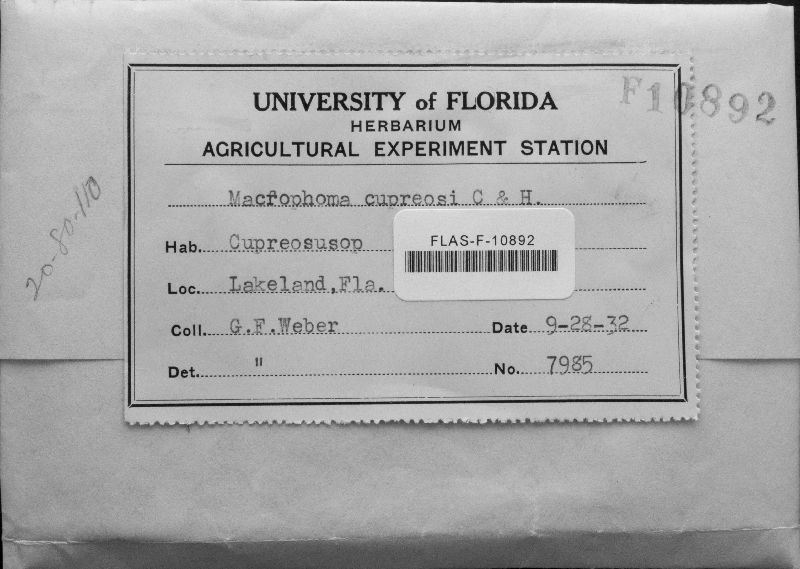 UNIVERSITY of FLORIDA
HERBARIUM
AGRICULTURAL EXPERIMENT STATION
F10892
Macrophoma cupreosi C & H.
Hab. Cupreosusop
FLAS-F-10892
Loc. Lakeland,Fla.
Coll. G.F.Weber Date 9-28-32
Det. " No. 7985
20-80-110